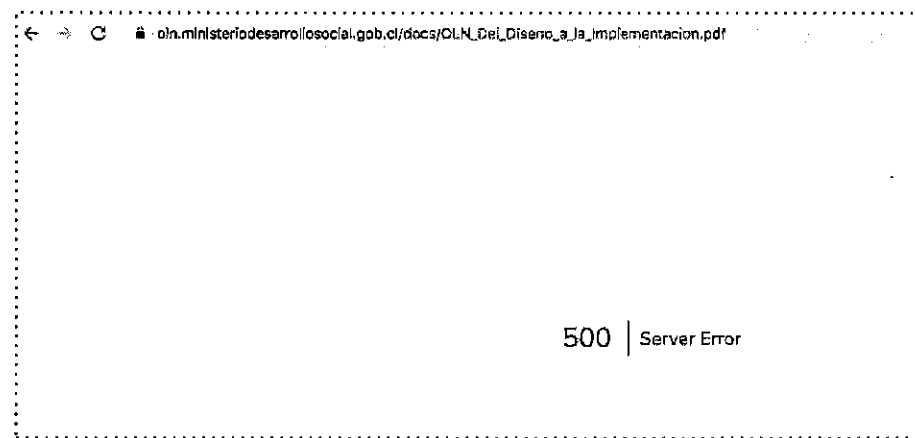 oln.ministeriodesarrollosocial.gob.cl/docs/OLN_Del_Diseno_a_la_Implementacion.pdf
500 | Server Error